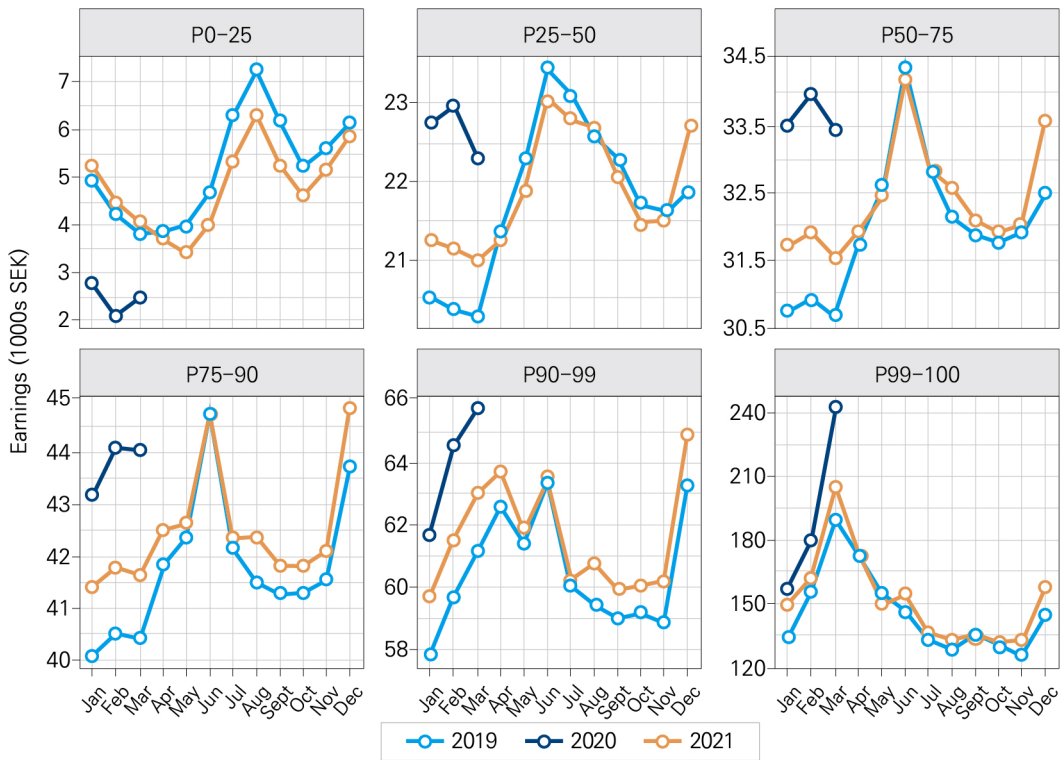 Earnings (1000s SEK)
P0–25
7
6
5
4
3
2
P25–50
23
22
21
P50–75
34.5
33.5
32.5
31.5
30.5
P75–90
45
44
43
42
41
40
P90–99
66
64
62
60
58
P99–100
240
210
180
150
120
Jan Feb Mar Apr May Jun Jul Aug Sept Oct Nov Dec
Jan Feb Mar Apr May Jun Jul Aug Sept Oct Nov Dec
Jan Feb Mar Apr May Jun Jul Aug Sept Oct Nov Dec
2019 2020 2021